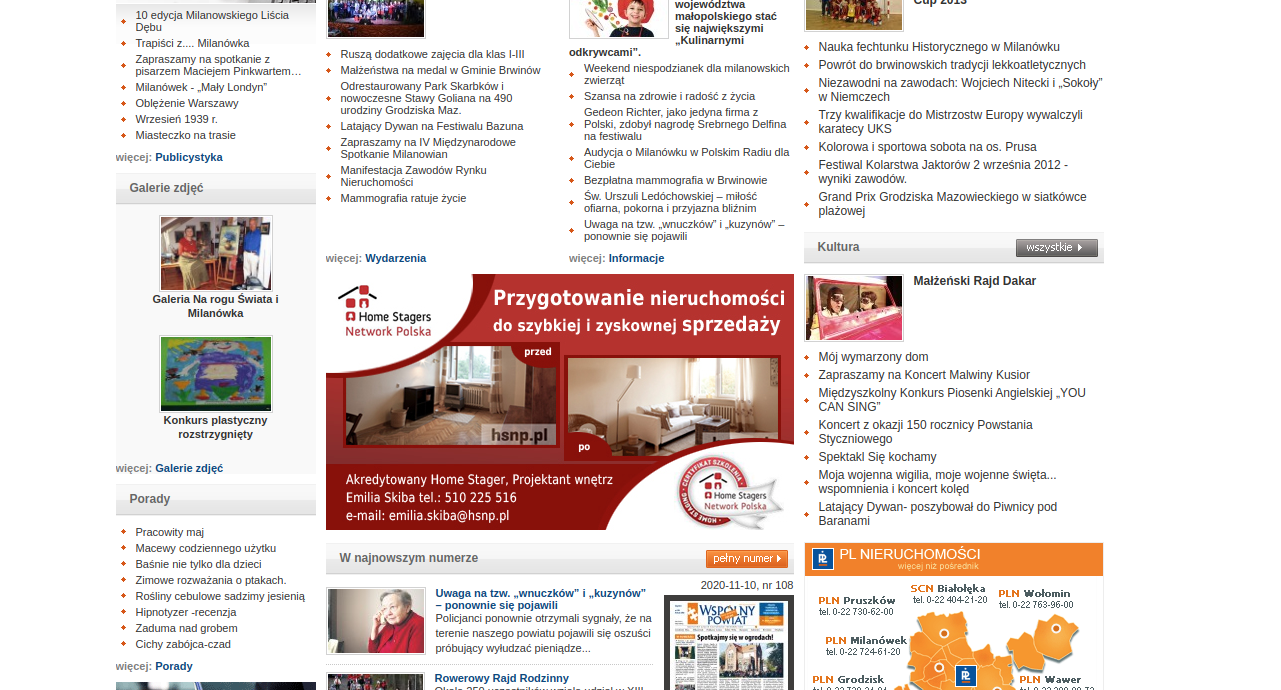 10 edycja Milanowskiego Liścia
Dębu
Trapiści z.... Milanówka
Zapraszamy na spotkanie z
pisarzem Maciejem Pinkwartem…
Milanówek - „Mały Londyn”
Oblężenie Warszawy
Wrzesień 1939 r.
Miasteczko na trasie
więcej: Publicystyka
Galerie zdjęć
Galeria Na rogu Świata i
Milanówka
Konkurs plastyczny
rozstrzygnięty
więcej: Galerie zdjęć
Porady
Pracowity maj
Macewy codziennego użytku
Baśnie nie tylko dla dzieci
Zimowe rozważania o ptakach.
Rośliny cebulowe sadzimy jesienią
Hipnotyzer -recenzja
Zaduma nad grobem
Cichy zabójca-czad
więcej: Porady
Ruszą dodatkowe zajęcia dla klas I-III
Małżeństwa na medal w Gminie Brwinów
Odrestaurowany Park Skarbków i
nowoczesne Stawy Goliana na 490
urodziny Grodziska Maz.
Latający Dywan na Festiwalu Bazuna
Zapraszamy na IV Międzynarodowe
Spotkanie Milanowian
Manifestacja Zawodów Rynku
Nieruchomości
Mammografia ratuje życie
więcej: Wydarzenia
województwa
małopolskiego stać
się największymi
„Kulinarnymi
odkrywcami”.
Weekend niespodzianek dla milanowskich
zwierząt
Szansa na zdrowie i radość z życia
Gedeon Richter, jako jedyna firma z
Polski, zdobył nagrodę Srebrnego Delfina
na festiwalu
Audycja o Milanówku w Polskim Radiu dla
Ciebie
Bezpłatna mammografia w Brwinowie
Św. Urszuli Ledóchowskiej – miłość
ofiarna, pokorna i przyjazna bliźnim
Uwaga na tzw. „wnuczków” i „kuzynów” –
ponownie się pojawili
więcej: Informacje
Home Stagers
Network Polska
Przygotowanie nieruchomości
do szybkiej i zyskownej sprzedaży
przed
hsnp.pl
po
Akredytowany Home Stager, Projektant wnętrz
Emilia Skiba tel.: 510 225 516
e-mail: emilia.skiba@hsnp.pl
CERTYFIKAT SZKOLENIA
Home Stagers
Network Polska
HOME STAGING
W najnowszym numerze
pełny numer
2020-11-10, nr 108
Uwaga na tzw. „wnuczków” i „kuzynów”
– ponownie się pojawili
Policjanci ponownie otrzymali sygnały, że na
terenie naszego powiatu pojawili się oszuści
próbujący wyłudzać pieniądze...
Rowerowy Rajd Rodzinny
WSPÓLNY
POWIAT
Spotkajmy się w ogrodach!
Cup 2013
Nauka fechtunku Historycznego w Milanówku
Powrót do brwinowskich tradycji lekkoatletycznych
Niezawodni na zawodach: Wojciech Nitecki i „Sokoły”
w Niemczech
Trzy kwalifikacje do Mistrzostw Europy wywalczyli
karatecy UKS
Kolorowa i sportowa sobota na os. Prusa
Festiwal Kolarstwa Jaktorów 2 września 2012 -
wyniki zawodów.
Grand Prix Grodziska Mazowieckiego w siatkówce
plażowej
Kultura
wszystkie
Małżeński Rajd Dakar
Mój wymarzony dom
Zapraszamy na Koncert Malwiny Kusior
Międzyszkolny Konkurs Piosenki Angielskiej „YOU
CAN SING”
Koncert z okazji 150 rocznicy Powstania
Styczniowego
Spektakl Się kochamy
Moja wojenna wigilia, moje wojenne święta...
wspomnienia i koncert kolęd
Latający Dywan- poszybował do Piwnicy pod
Baranami
PL NIERUCHOMOŚCI
więcej niż pośrednik
SCN Białołęka
tel. 0-22 404-21-20
PLN Pruszków
tel. 0-22 730-62-00
PLN Wołomin
tel. 0-22 763-96-00
PLN Milanówek
tel. 0-22 724-61-20
PLN Grodzisk
PLN Wawer